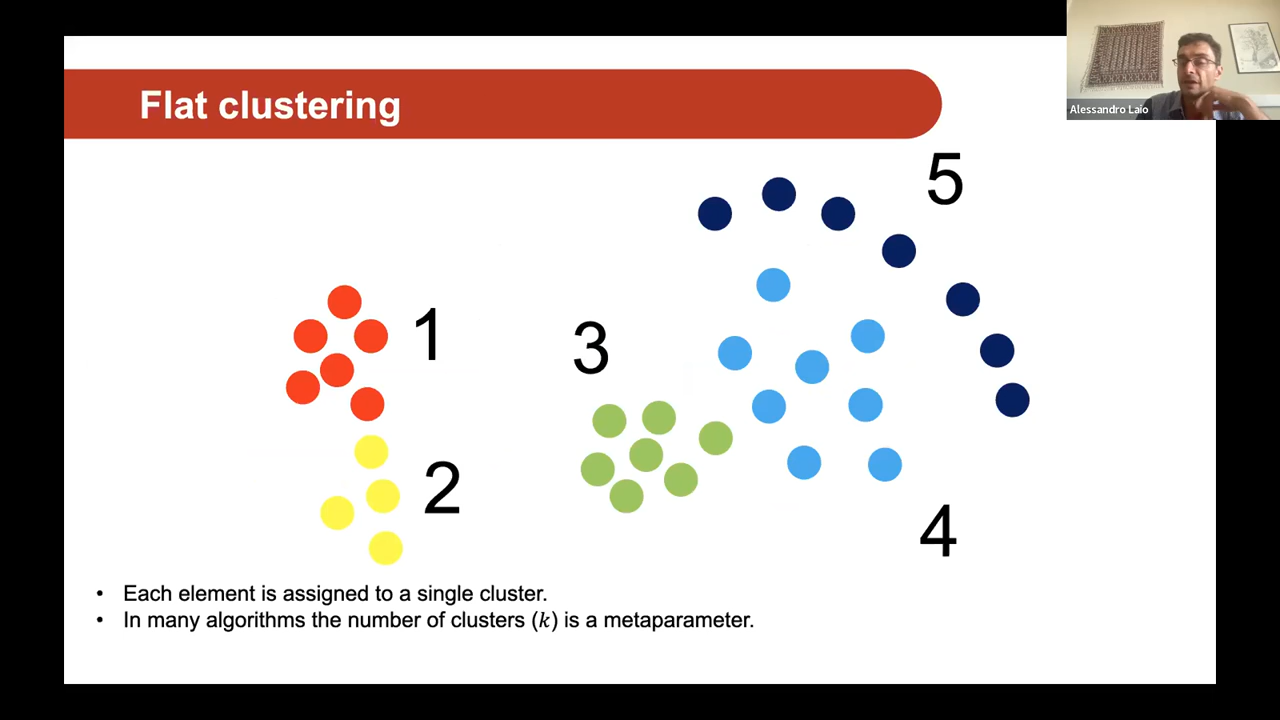 Flat clustering
Alessandro Laio
5
1
3
2
4
• Each element is assigned to a single cluster.
• In many algorithms the number of clusters (k) is a metaparameter.